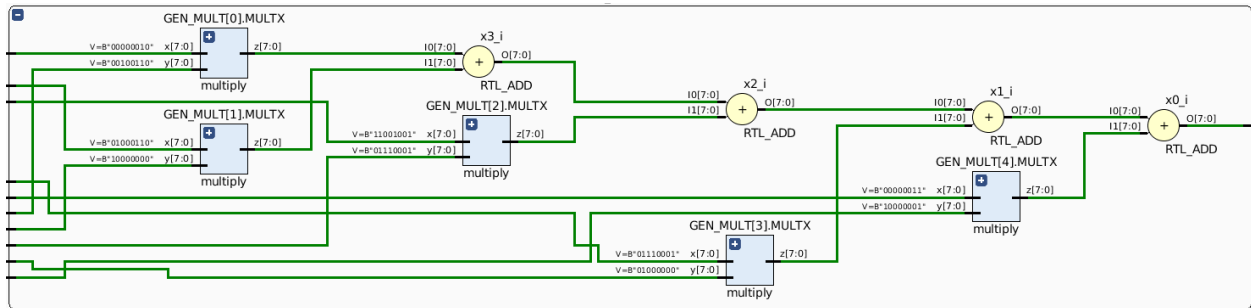 GEN_MULT[0].MULTX
V=B"00000010" x[7:0] z[7:0]
V=B"00100110" y[7:0]
multiply
x3_i
I0[7:0] O[7:0]
I1[7:0]
RTL_ADD
GEN_MULT[1].MULTX
V=B"01000110" x[7:0] z[7:0]
V=B"10000000" y[7:0]
multiply
GEN_MULT[2].MULTX
V=B"11001001" x[7:0] z[7:0]
V=B"01110001" y[7:0]
multiply
x2_i
I0[7:0] O[7:0]
I1[7:0]
RTL_ADD
x1_i
I0[7:0] O[7:0]
I1[7:0]
RTL_ADD
x0_i
I0[7:0] O[7:0]
I1[7:0]
RTL_ADD
GEN_MULT[4].MULTX
V=B"00000011" x[7:0] z[7:0]
V=B"10000001" y[7:0]
multiply
GEN_MULT[3].MULTX
V=B"01110001" x[7:0] z[7:0]
V=B"01000000" y[7:0]
multiply